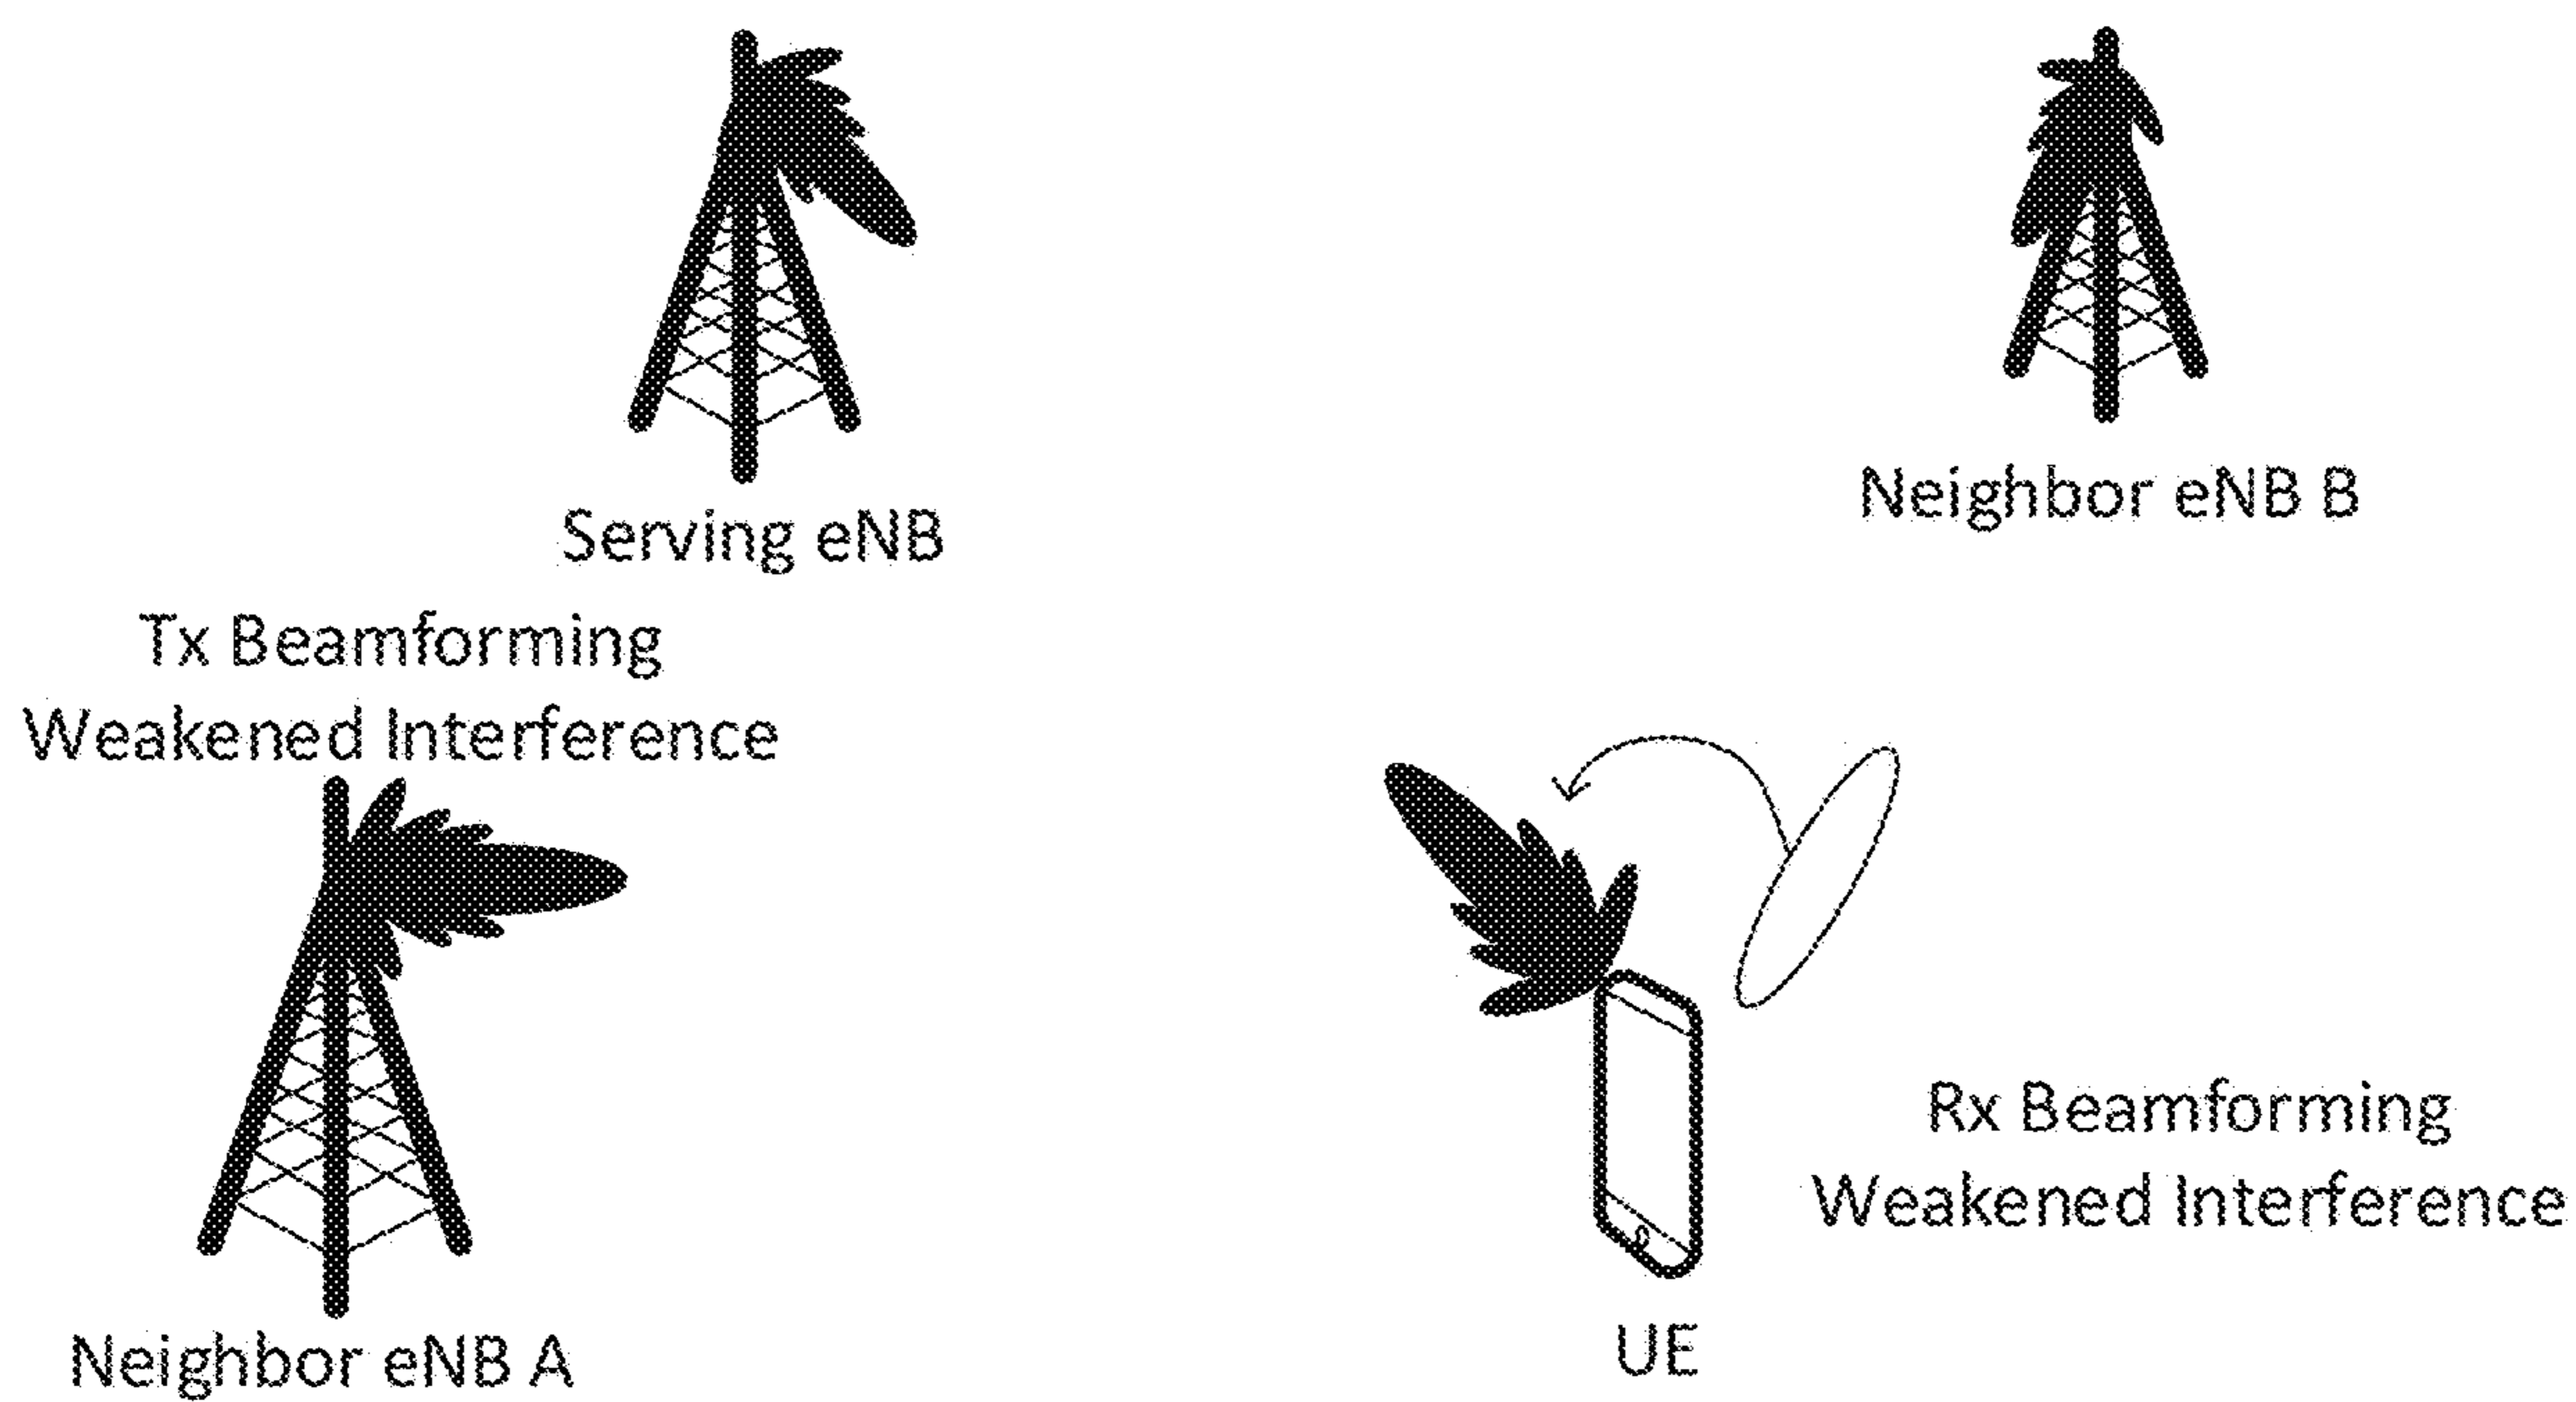 Serving eNB
Neighbor eNB B
Tx Beamforming
Weakened Interference
Neighbor eNB A
Rx Beamforming
Weakened Interference
UE